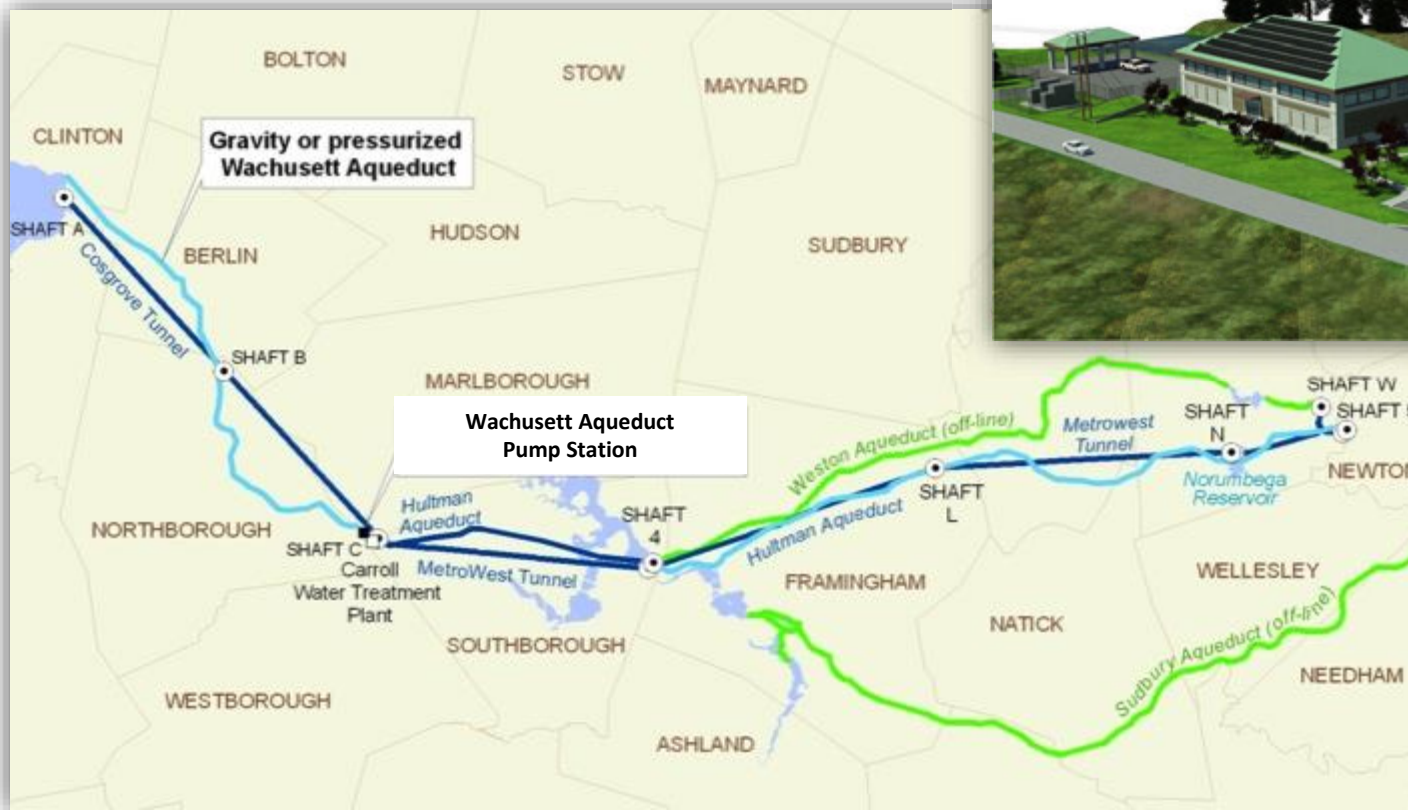 BOLTON
STOW
MAYNARD
CLINTON
Gravity or pressurized
Wachusett Aqueduct
SHAFT A
HUDSON
SUDBURY
BERLIN
Cosgrove Tunnel
SHAFT B
MARLBOROUGH
SHAFT W
Wachusett Aqueduct
Pump Station
Weston Aqueduct (off-line)
Metrowest
Tunnel
SHAFT
N
SHAFT
NEWTON
Norumbega
Reservoir
Hultman
Aqueduct
SHAFT
L
NORTHBOROUGH
SHAFT
4
Hultman Aqueduct
SHAFT C
Carroll
Water Treatment
Plant
MetroWest Tunnel
FRAMINGHAM
WELLESLEY
NATICK
SOUTHBOROUGH
Sudbury Aqueduct (off-line)
WESTBOROUGH
NEEDHAM
ASHLAND